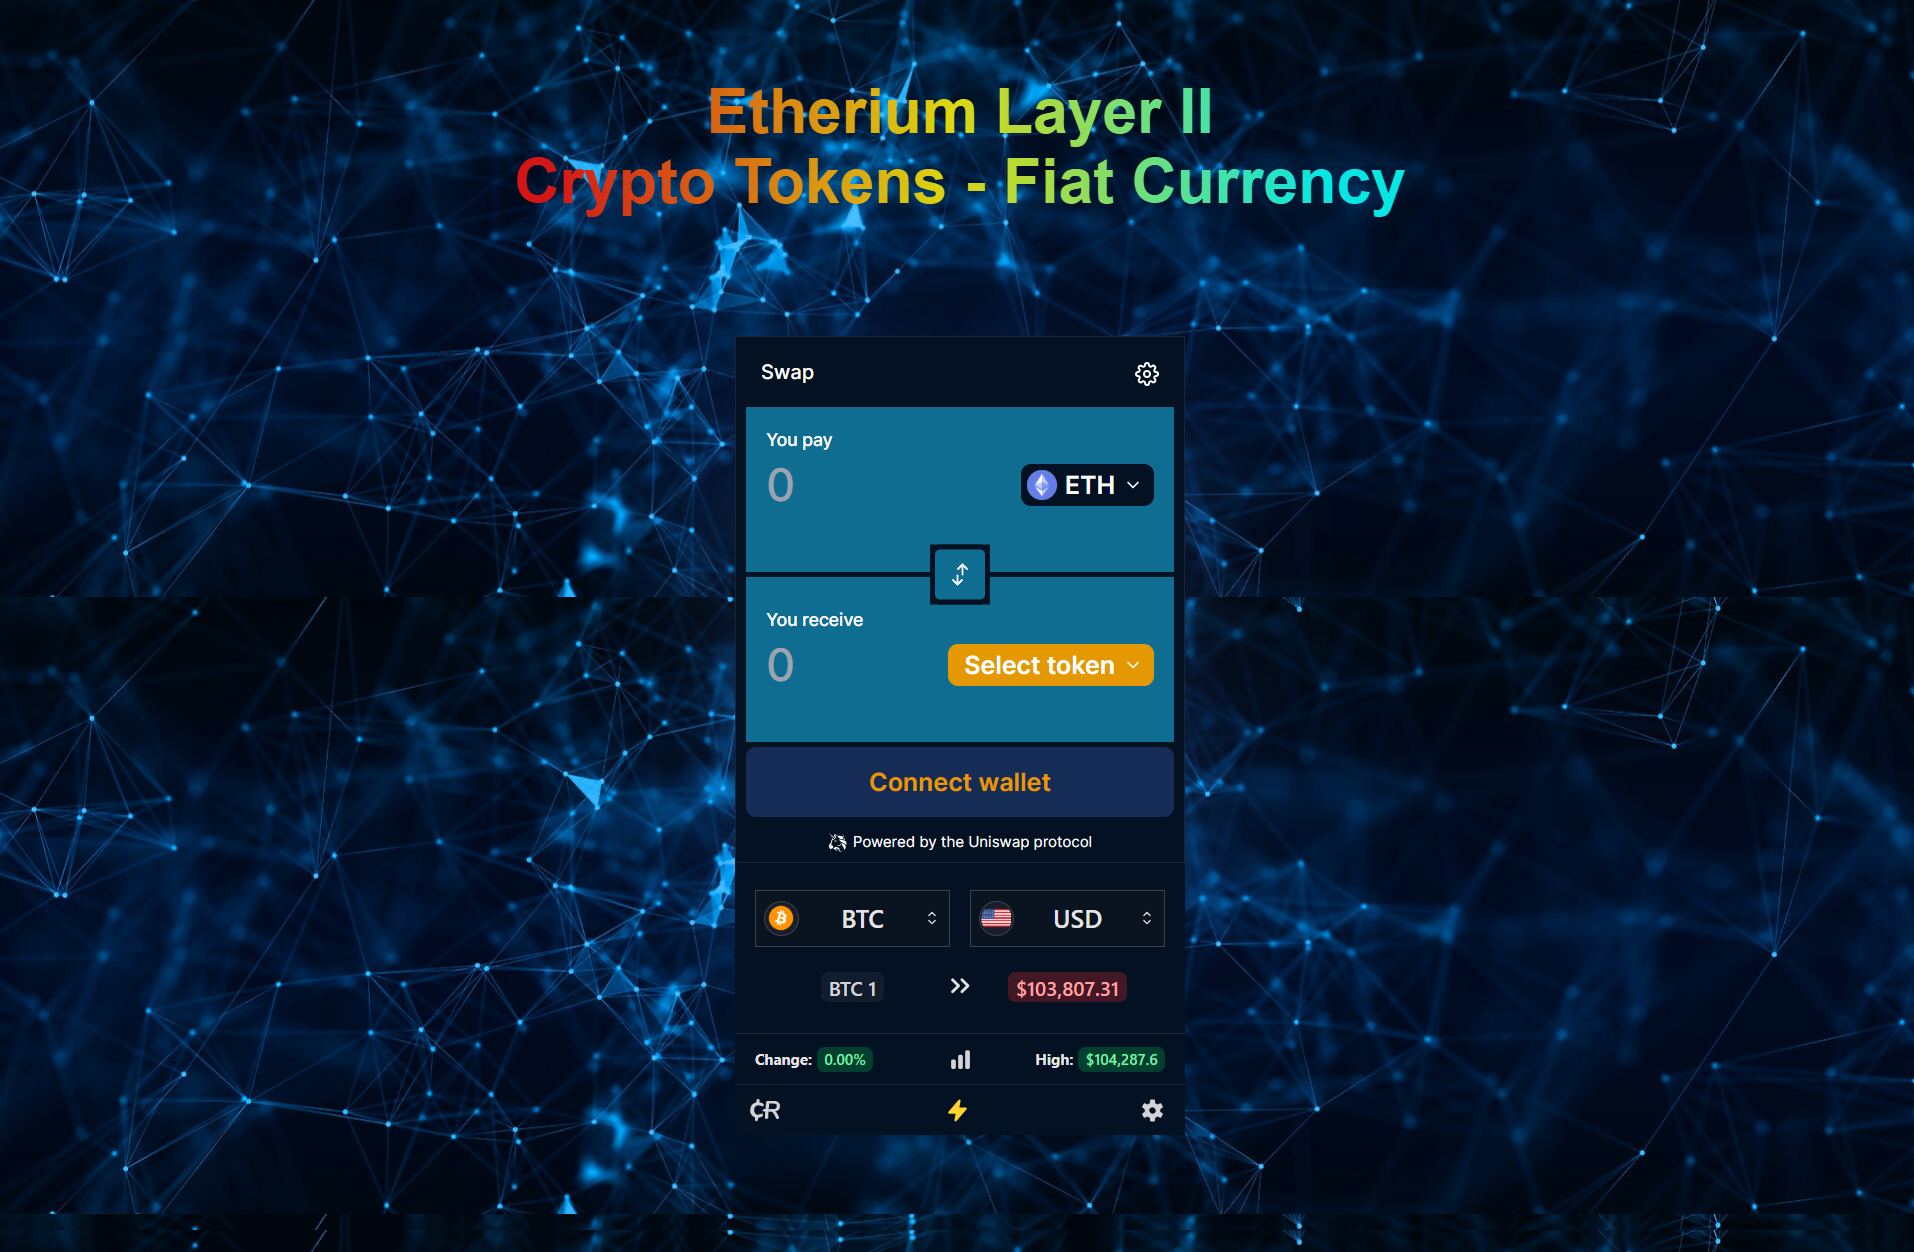 Etherium Layer II
Crypto Tokens - Fiat Currency
Swap
You pay
0
ETH
You receive
0
Select token
Connect wallet
Powered by the Uniswap protocol
BTC
USD
BTC 1
$103,807.31
Change: 0.00%
High: $104,287.6
¢R